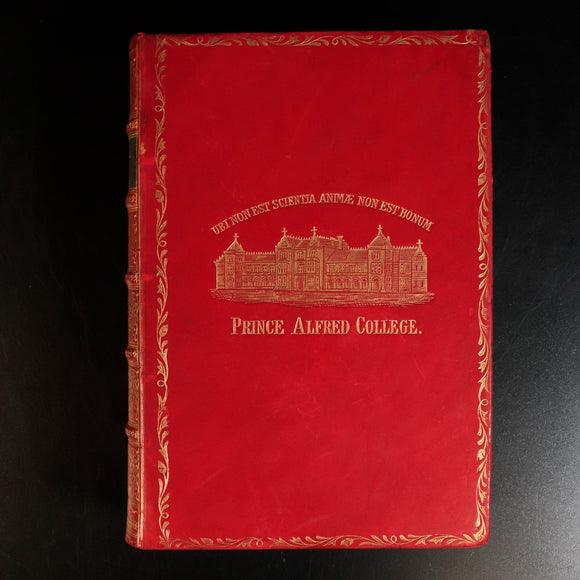 UBI NON EST SCIENTIA ANIMÆ NON EST BONUM
PRINCE ALFRED COLLEGE.